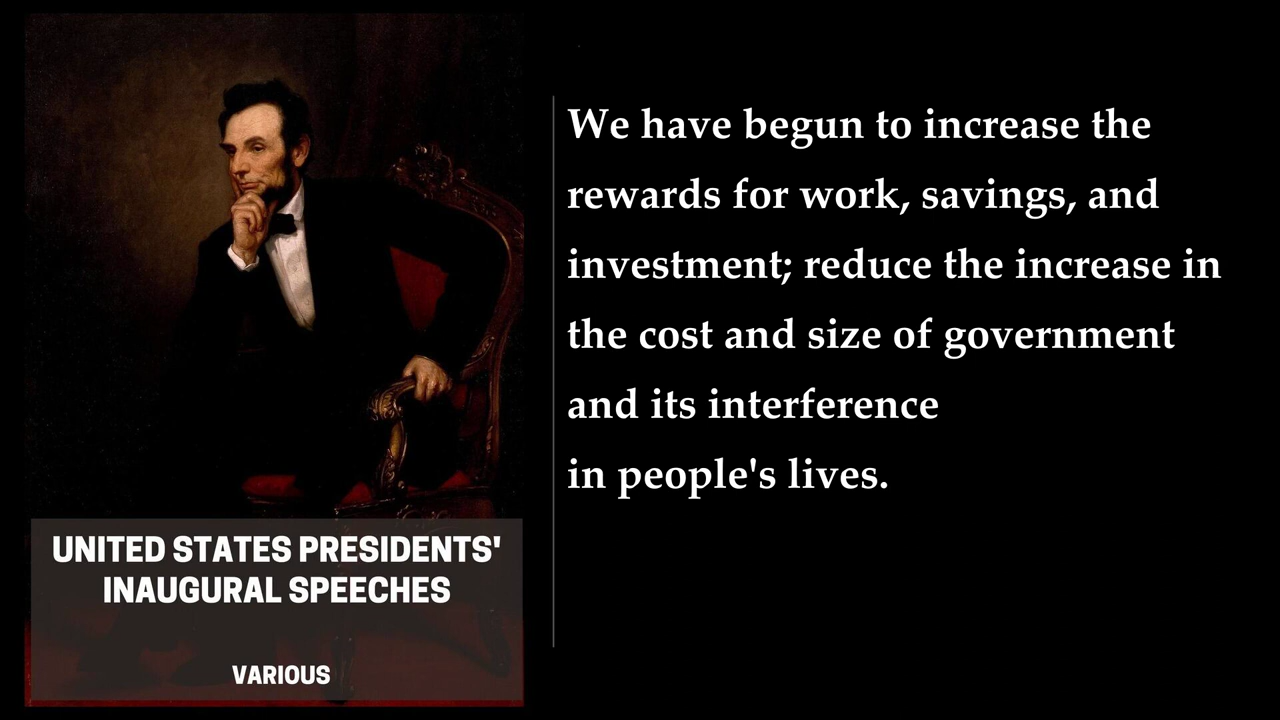 UNITED STATES PRESIDENTS'
INAUGURAL SPEECHES
VARIOUS
We have begun to increase the
rewards for work, savings, and
investment; reduce the increase in
the cost and size of government
and its interference
in people's lives.